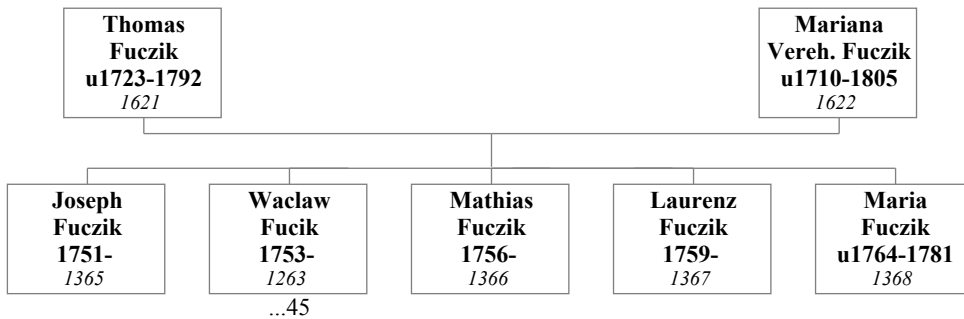 Thomas
Fuczik
u1723-1792
1621
Mariana
Vereh. Fuczik
u1710-1805
1622
Joseph
Fuczik
1751-
1365
Waclaw
Fucik
1753-
1263
...45
Mathias
Fuczik
1756-
1366
Laurenz
Fuczik
1759-
1367
Maria
Fuczik
u1764-1781
1368